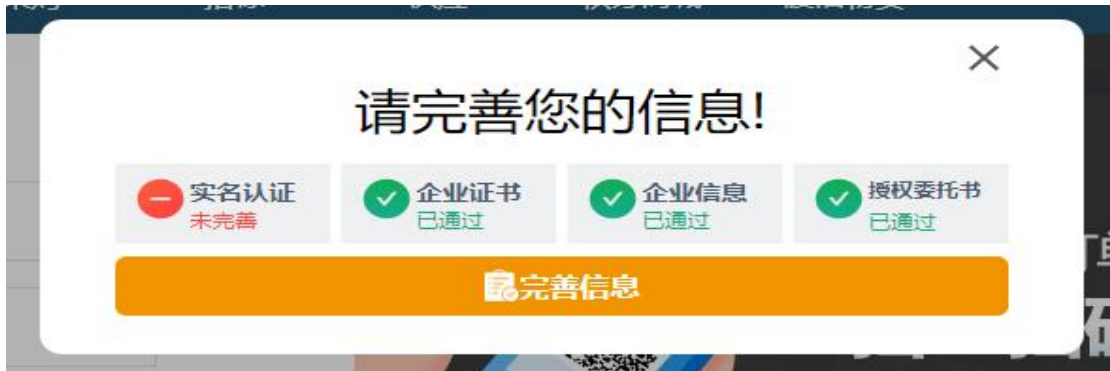 请完善您的信息!
实名认证
未完善
企业证书
已通过
企业信息
已通过
授权委托书
已通过
完善信息